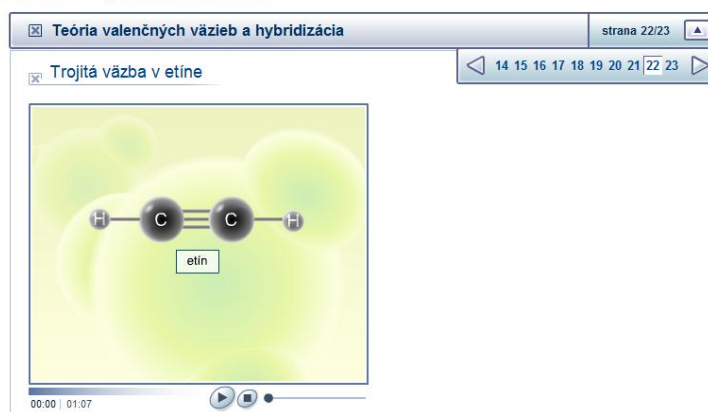 Teória valenčných väzieb a hybridizácia
strana 22/23
14 15 16 17 18 19 20 21 22 23
Trojitá väzba v etíne
H C C H
etín
00:00 | 01:07